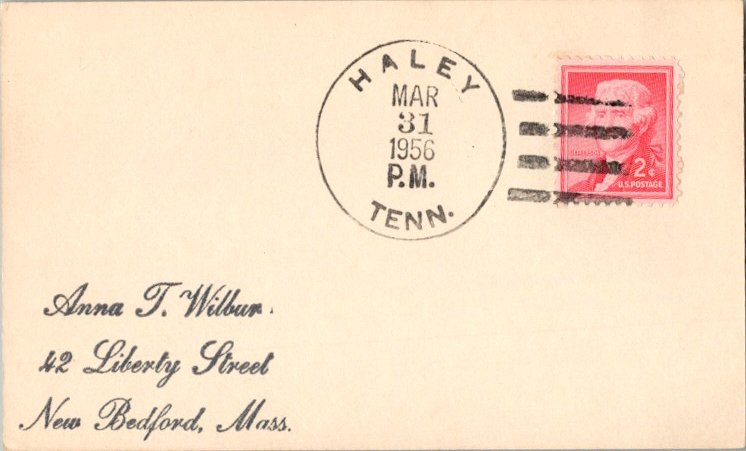 HALEY
MAR
31
1956
P.M.
TENN.
2¢
U.S. POSTAGE
Anna T. Wilbur.
42 Liberty Street
New Bedford, Mass.